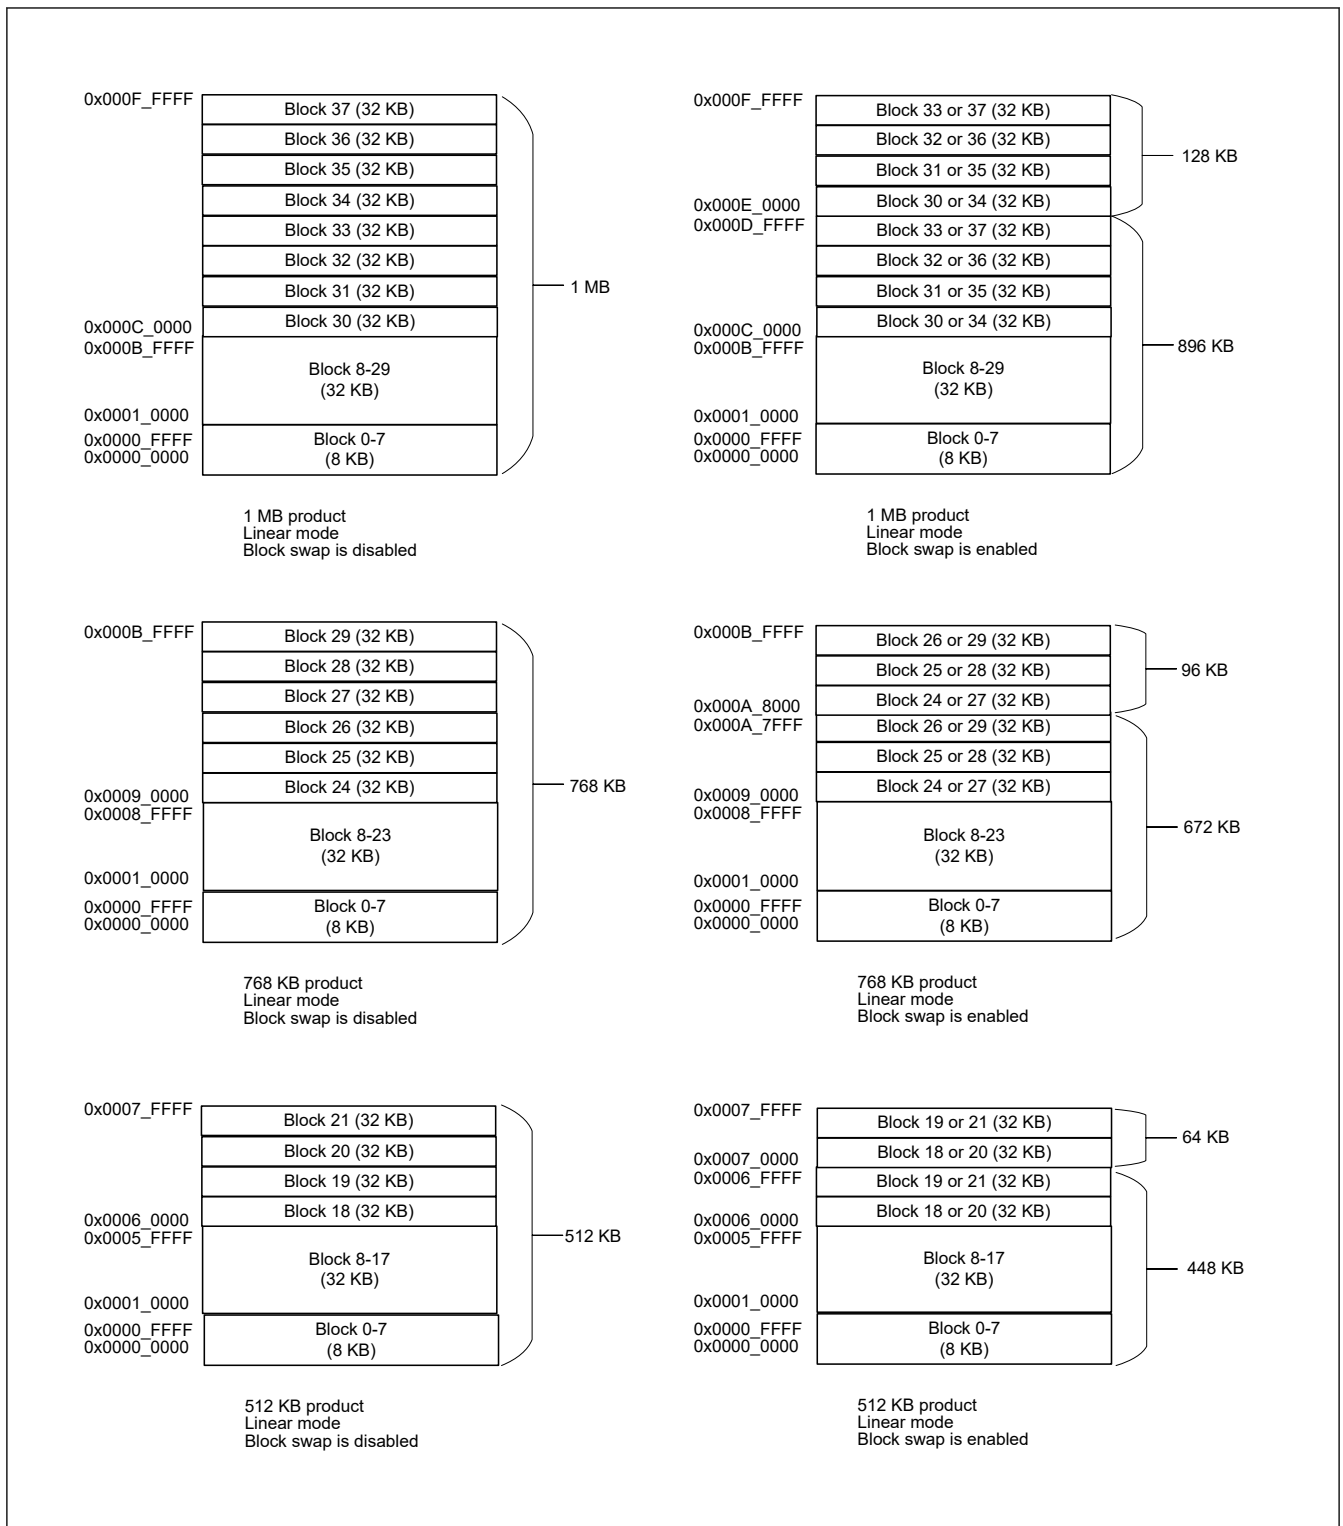 0x000F_FFFF
Block 37 (32 KB)
Block 36 (32 KB)
Block 35 (32 KB)
Block 34 (32 KB)
Block 33 (32 KB)
Block 32 (32 KB)
Block 31 (32 KB)
Block 30 (32 KB)
0x000C_0000
0x000B_FFFF
Block 8-29
(32 KB)
0x0001_0000
0x0000_FFFF
0x0000_0000
Block 0-7
(8 KB)
1 MB
1 MB product
Linear mode
Block swap is disabled
0x000F_FFFF
Block 33 or 37 (32 KB)
Block 32 or 36 (32 KB)
Block 31 or 35 (32 KB)
Block 30 or 34 (32 KB)
128 KB
0x000E_0000
0x000D_FFFF
Block 33 or 37 (32 KB)
Block 32 or 36 (32 KB)
Block 31 or 35 (32 KB)
Block 30 or 34 (32 KB)
0x000C_0000
0x000B_FFFF
896 KB
Block 8-29
(32 KB)
0x0001_0000
0x0000_FFFF
0x0000_0000
Block 0-7
(8 KB)
1 MB product
Linear mode
Block swap is enabled
0x000B_FFFF
Block 29 (32 KB)
Block 28 (32 KB)
Block 27 (32 KB)
Block 26 (32 KB)
Block 25 (32 KB)
Block 24 (32 KB)
768 KB
0x0009_0000
0x0008_FFFF
Block 8-23
(32 KB)
0x0001_0000
0x0000_FFFF
0x0000_0000
Block 0-7
(8 KB)
768 KB product
Linear mode
Block swap is disabled
0x000B_FFFF
Block 26 or 29 (32 KB)
Block 25 or 28 (32 KB)
Block 24 or 27 (32 KB)
96 KB
0x000A_8000
0x000A_7FFF
Block 26 or 29 (32 KB)
Block 25 or 28 (32 KB)
Block 24 or 27 (32 KB)
0x0009_0000
0x0008_FFFF
672 KB
Block 8-23
(32 KB)
0x0001_0000
0x0000_FFFF
0x0000_0000
Block 0-7
(8 KB)
768 KB product
Linear mode
Block swap is enabled
0x0007_FFFF
Block 21 (32 KB)
Block 20 (32 KB)
Block 19 (32 KB)
Block 18 (32 KB)
0x0006_0000
0x0005_FFFF
512 KB
Block 8-17
(32 KB)
0x0001_0000
0x0000_FFFF
0x0000_0000
Block 0-7
(8 KB)
512 KB product
Linear mode
Block swap is disabled
0x0007_FFFF
Block 19 or 21 (32 KB)
Block 18 or 20 (32 KB)
64 KB
0x0007_0000
0x0006_FFFF
Block 19 or 21 (32 KB)
Block 18 or 20 (32 KB)
0x0006_0000
0x0005_FFFF
Block 8-17
(32 KB)
448 KB
0x0001_0000
0x0000_FFFF
0x0000_0000
Block 0-7
(8 KB)
512 KB product
Linear mode
Block swap is enabled